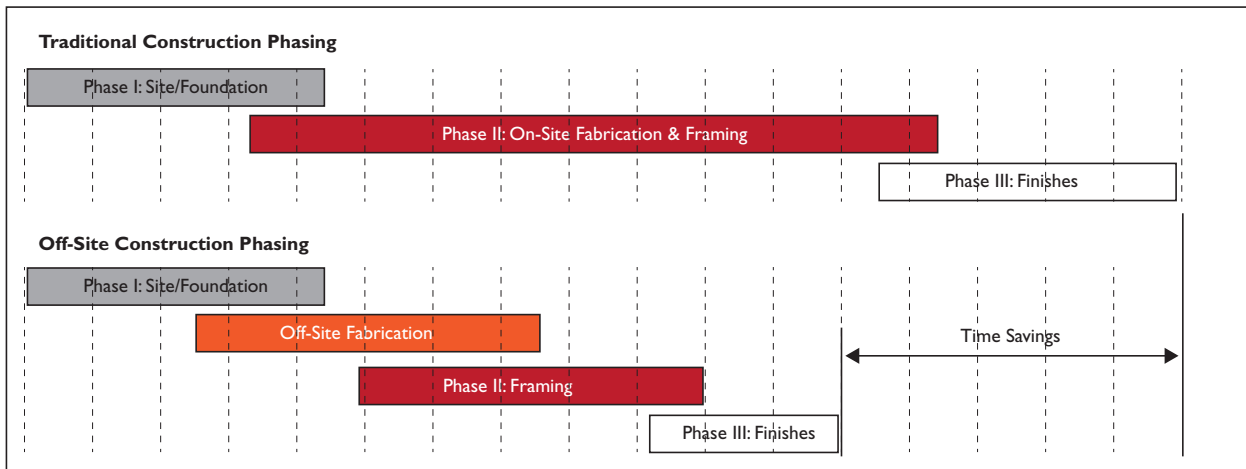 Traditional Construction Phasing
Phase I: Site/Foundation
Phase II: On-Site Fabrication & Framing
Phase III: Finishes
Off-Site Construction Phasing
Phase I: Site/Foundation
Off-Site Fabrication
Time Savings
Phase II: Framing
Phase III: Finishes